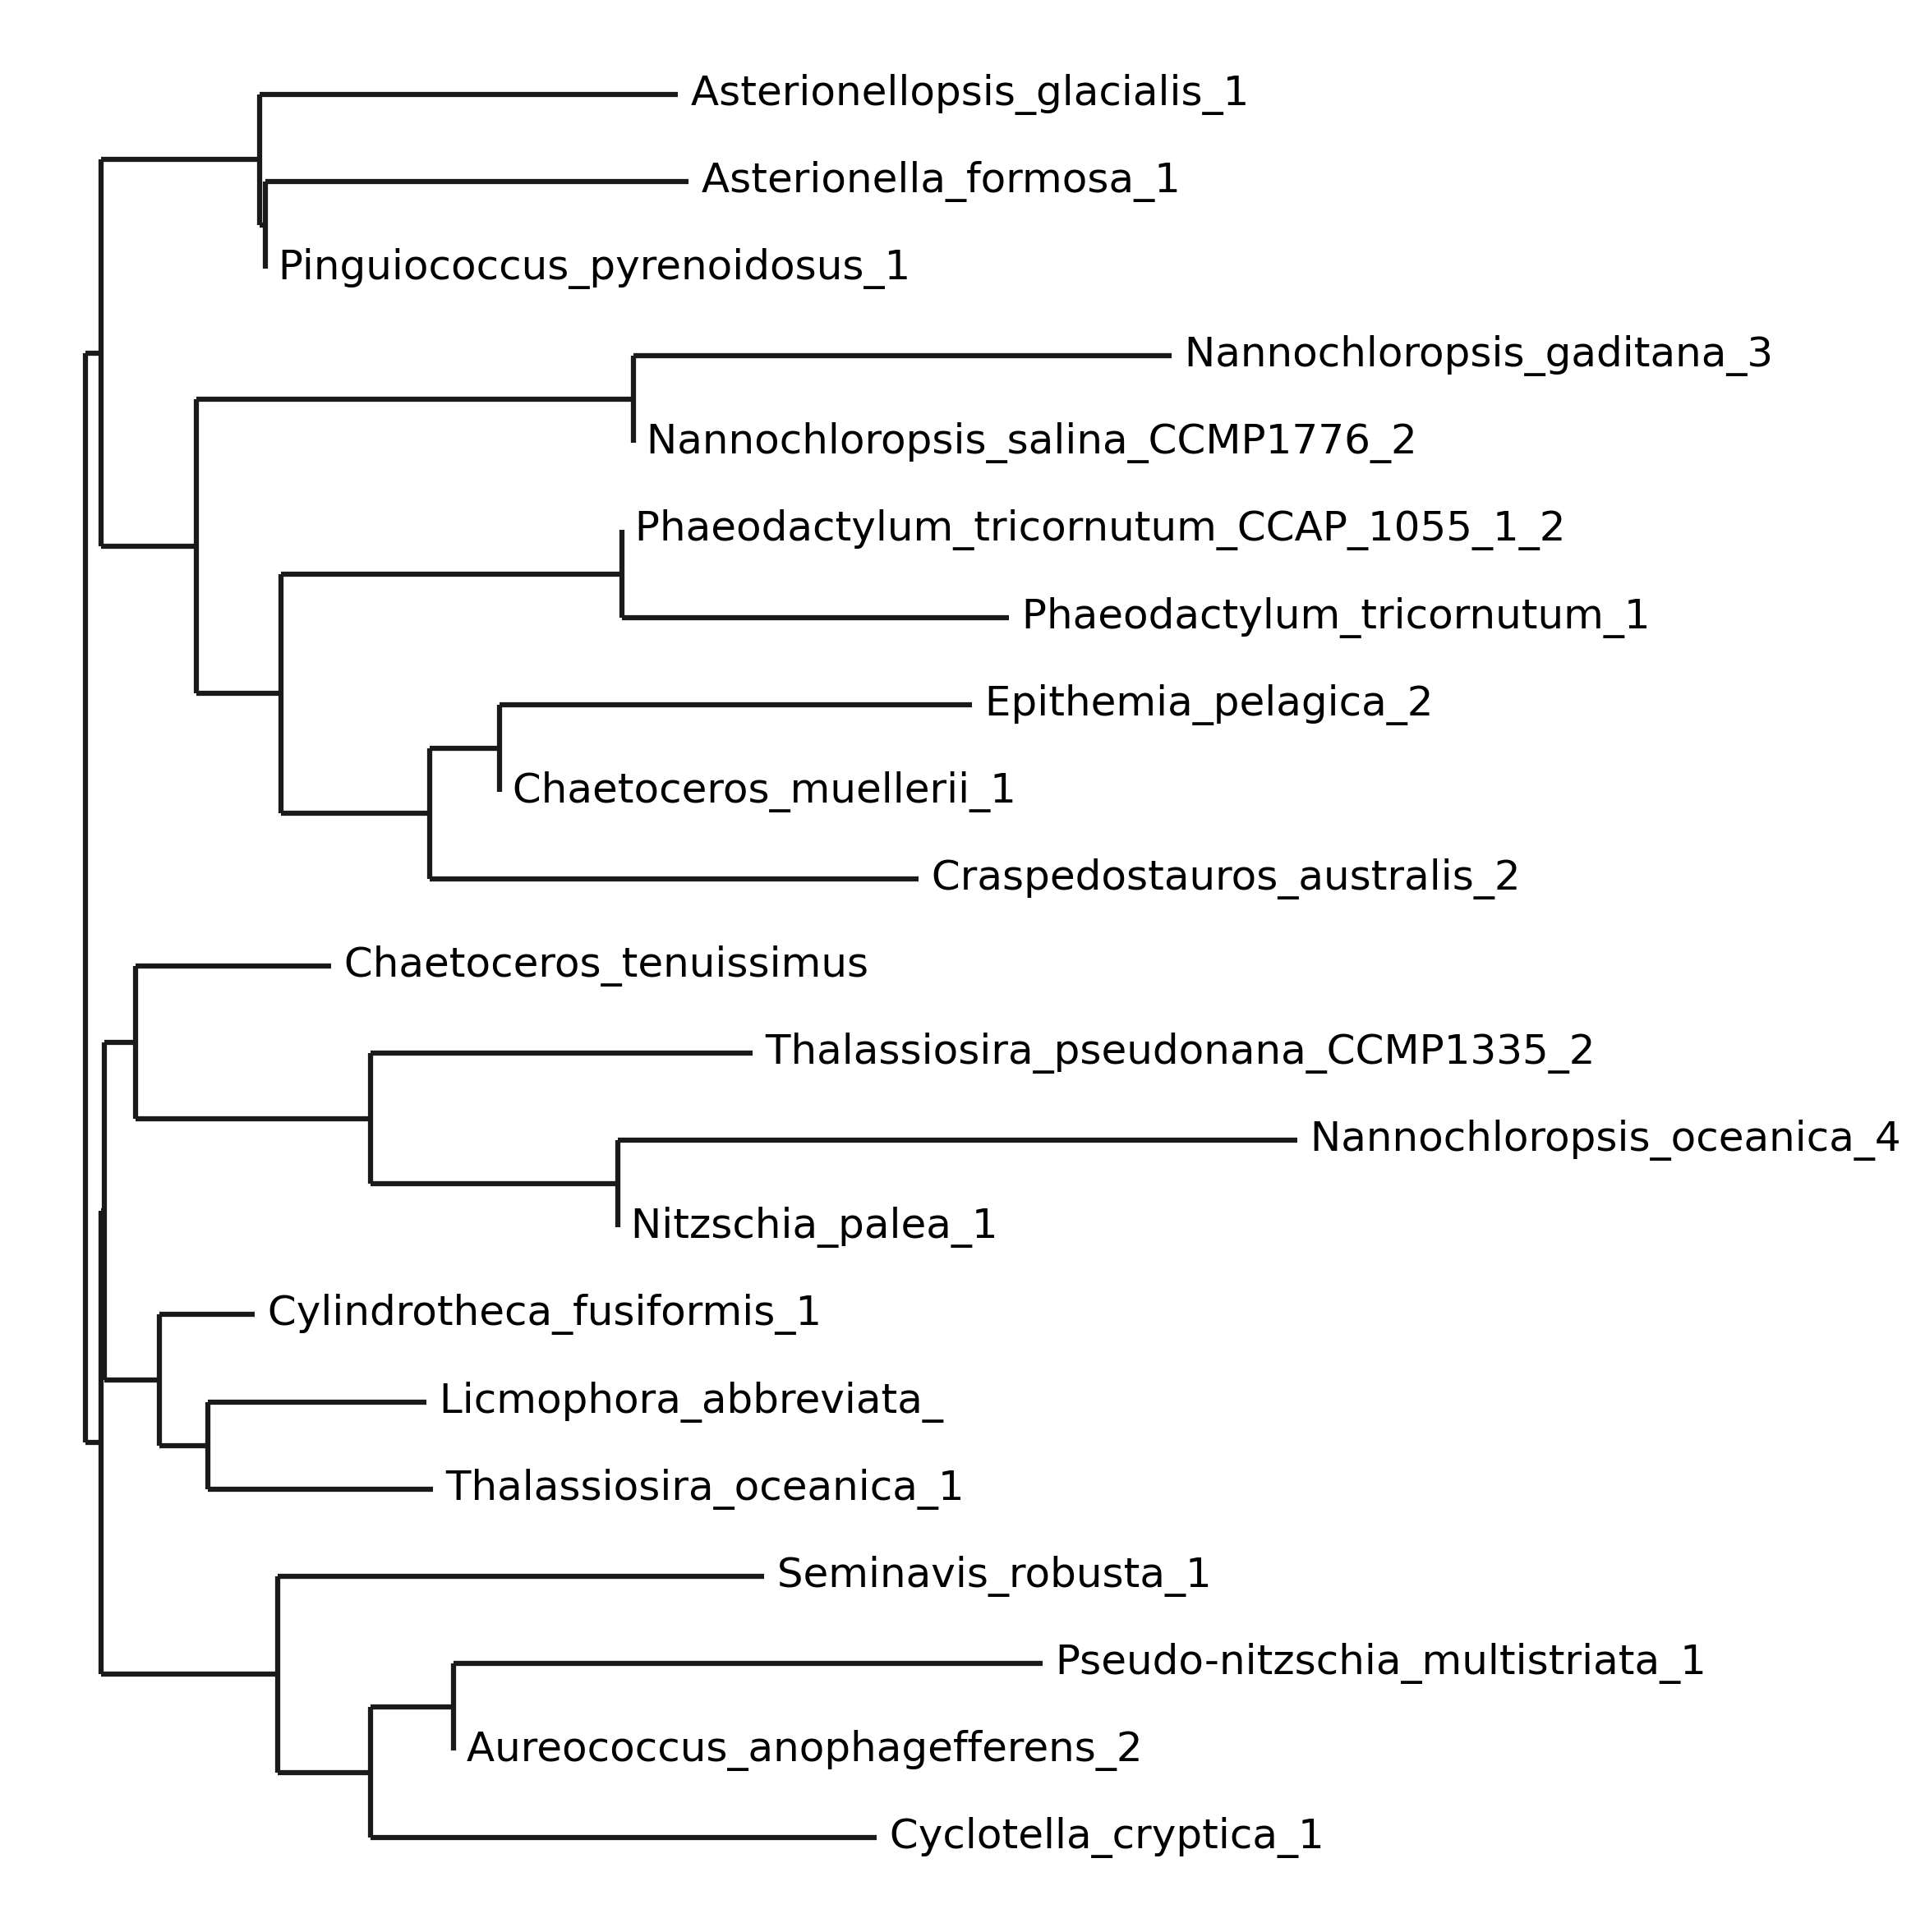 Asterionellopsis_glacialis_1
Asterionella_formosa_1
Pinguiococcus_pyrenoidosus_1
Nannochloropsis_gaditana_3
Nannochloropsis_salina_CCMP1776_2
Phaeodactylum_tricornutum_CCAP_1055_1_2
Phaeodactylum_tricornutum_1
Epithemia_pelagica_2
Chaetoceros_muellerii_1
Craspedostauros_australis_2
Chaetoceros_tenuissimus
Thalassiosira_pseudonana_CCMP1335_2
Nannochloropsis_oceanica_4
Nitzschia_palea_1
Cylindrotheca_fusiformis_1
Licmophora_abbreviata_
Thalassiosira_oceanica_1
Seminavis_robusta_1
Pseudo-nitzschia_multistriata_1
Aureococcus_anophagefferens_2
Cyclotella_cryptica_1